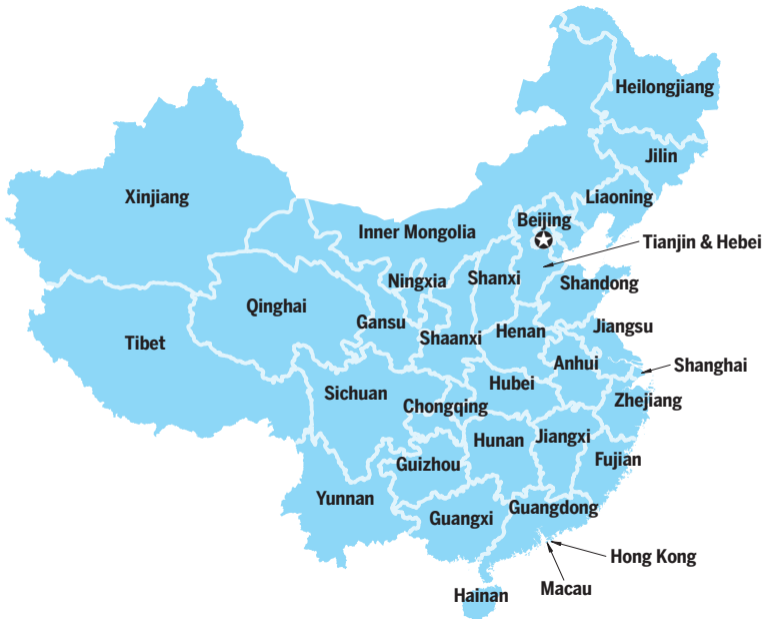 Heilongjiang
Jilin
Xinjiang
Liaoning
Beijing
Inner Mongolia
Tianjin & Hebei
Ningxia
Shanxi
Shandong
Qinghai
Gansu
Jiangsu
Shaanxi
Henan
Tibet
Anhui
Shanghai
Hubei
Sichuan
Zhejiang
Chongqing
Hunan
Jiangxi
Guizhou
Fujian
Yunnan
Guangdong
Guangxi
Hong Kong
Macau
Hainan